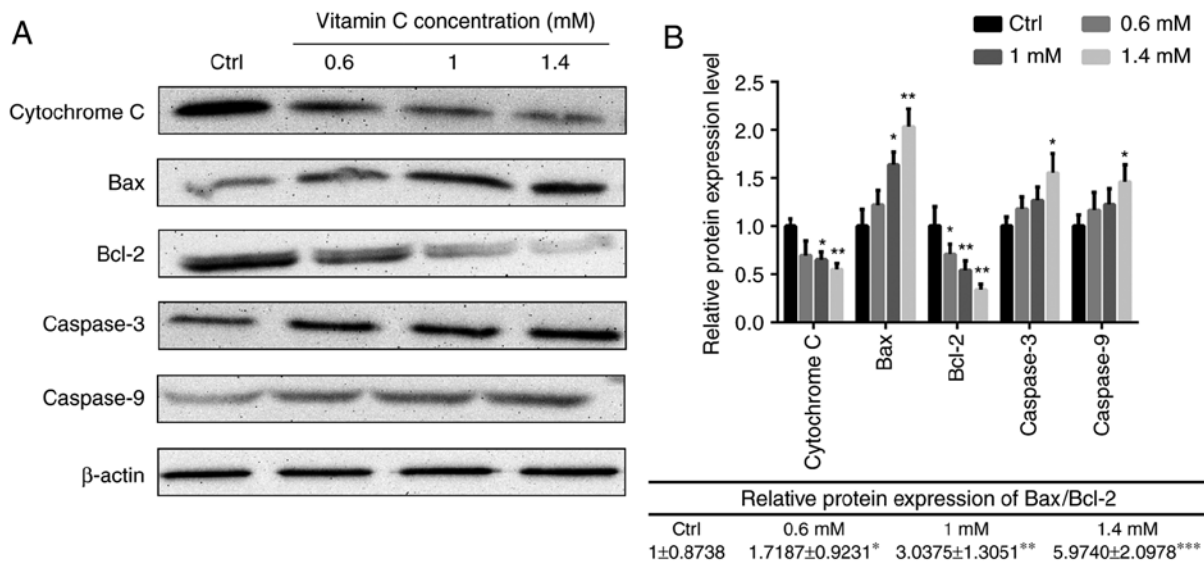 A
Vitamin C concentration (mM)
Ctrl 0.6 1 1.4
Cytochrome C
Bax
Bcl-2
Caspase-3
Caspase-9
β-actin
B
Ctrl 0.6 mM
1 mM 1.4 mM
Relative protein expression level
2.5
2.0
1.5
1.0
0.5
0.0
* **
* **
* ** **
*
*
Cytochrome C
Bax
Bcl-2
Caspase-3
Caspase-9
Relative protein expression of Bax/Bcl-2
Ctrl 0.6 mM 1 mM 1.4 mM
1±0.8738 1.7187±0.9231* 3.0375±1.3051** 5.9740±2.0978***